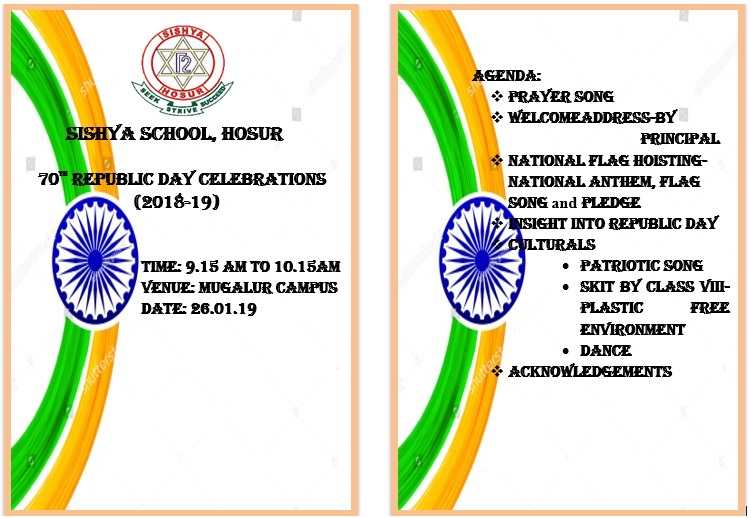 SISHYA
HOSUR
SEEK STRIVE SUCCEED
SISHYA SCHOOL, HOSUR
70TH REPUBLIC DAY CELEBRATIONS
(2018-19)
TIME: 9.15 AM TO 10.15AM
VENUE: MUGALUR CAMPUS
DATE: 26.01.19
AGENDA:
❖ PRAYER SONG
❖ WELCOMEADDRESS-BY
PRINCIPAL
❖ NATIONAL FLAG HOISTING-
NATIONAL ANTHEM, FLAG
SONG and PLEDGE
❖ INSIGHT INTO REPUBLIC DAY
❖ CULTURALS
• PATRIOTIC SONG
• SKIT BY CLASS VIII-
PLASTIC FREE
ENVIRONMENT
• DANCE
❖ ACKNOWLEDGEMENTS